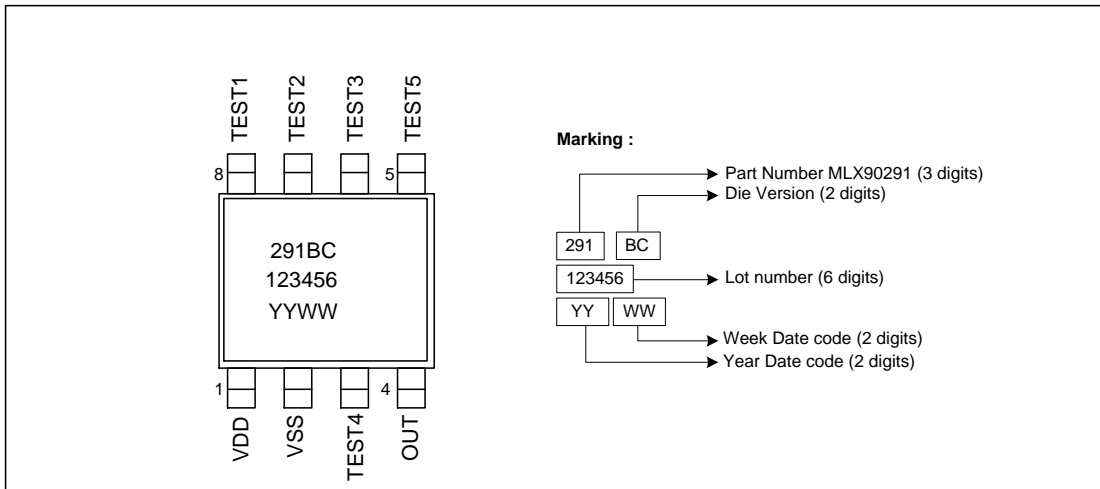 TEST1
TEST2
TEST3
TEST5
8
5
291BC
123456
YYWW
1
4
VDD
VSS
TEST4
OUT
Marking :
Part Number MLX90291 (3 digits)
Die Version (2 digits)
291 BC
123456 Lot number (6 digits)
YY WW
Week Date code (2 digits)
Year Date code (2 digits)